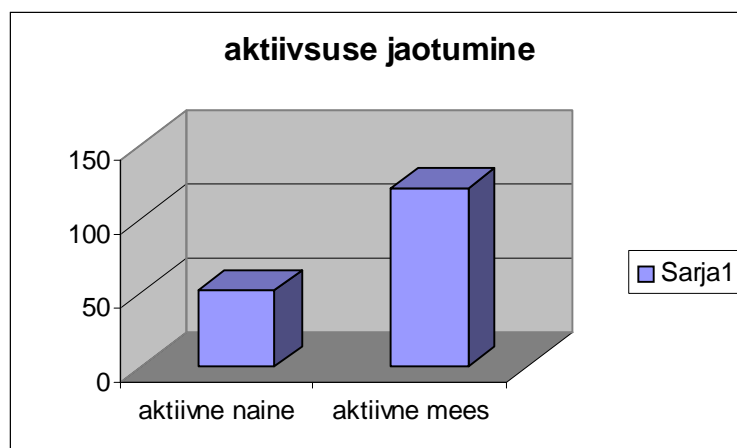 aktiivsuse jaotumine
150
100
50
0
aktiivne naine
aktiivne mees
Sarja1